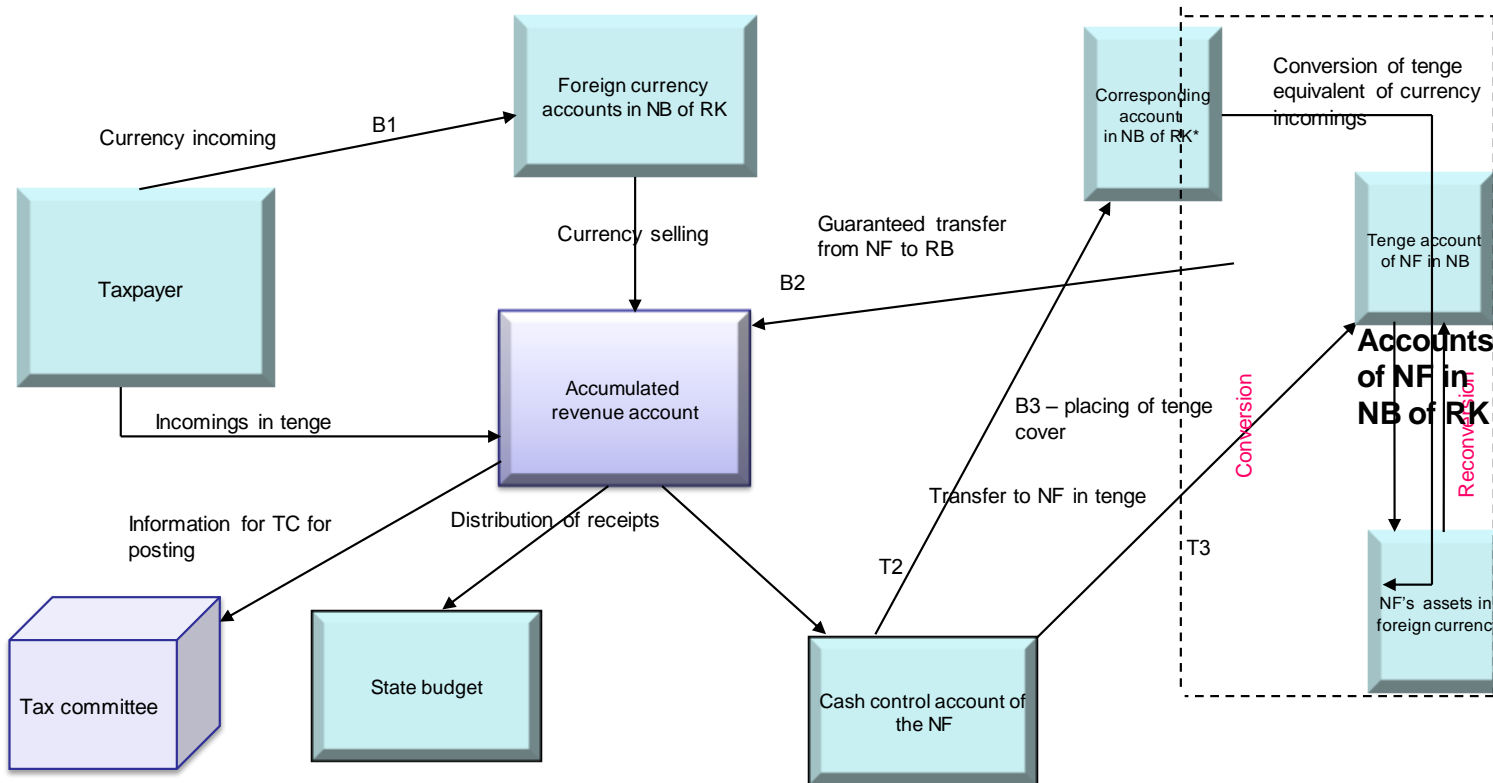 Foreign currency
accounts in NB of RK
Currency incoming
B1
Taxpayer
Currency selling
Incomings in tenge
Accumulated
revenue account
Information for TC for
posting
Distribution of receipts
Tax committee
State budget
Cash control account of
the NF
Guaranteed transfer
from NF to RB
B2
B3 – placing of tenge
cover
Transfer to NF in tenge
T2
T3
Corresponding
account
in NB of RK*
Conversion of tenge
equivalent of currency
incomings
Tenge account
of NF in NB
Accounts
of NF in
NB of RK
Conversion
Reconversion
NF's assets in
foreign currenc